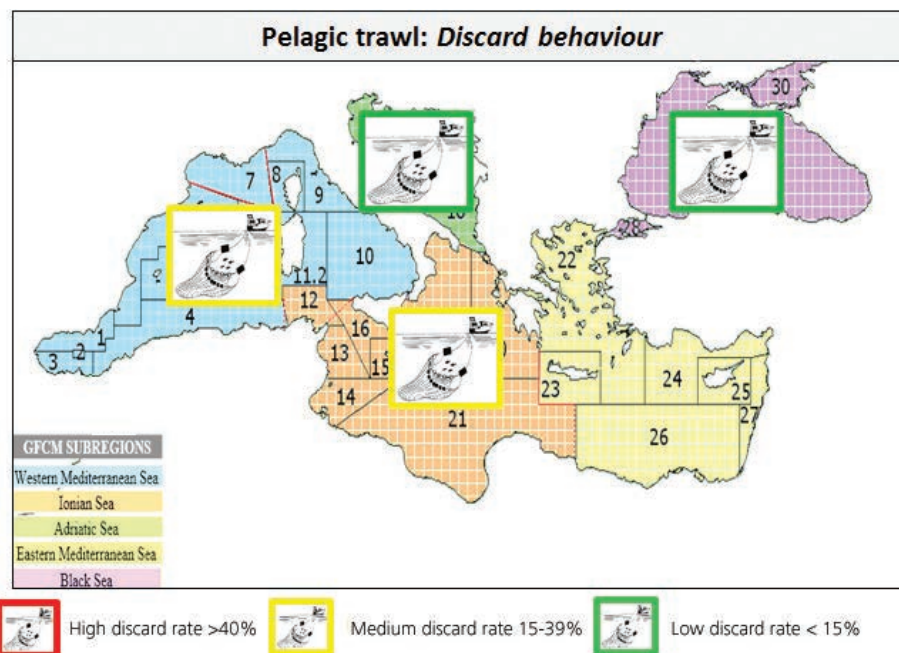 Pelagic trawl: Discard behaviour
30
7
8
9
10
22
28
11.2
12
4
16
1
2
3
13
15
14
21
23
24
25
27
26
GFCM SUBREGIONS
Western Mediterranean Sea
Ionian Sea
Adriatic Sea
Eastern Mediterranean Sea
Black Sea
High discard rate >40%
Medium discard rate 15-39%
Low discard rate < 15%